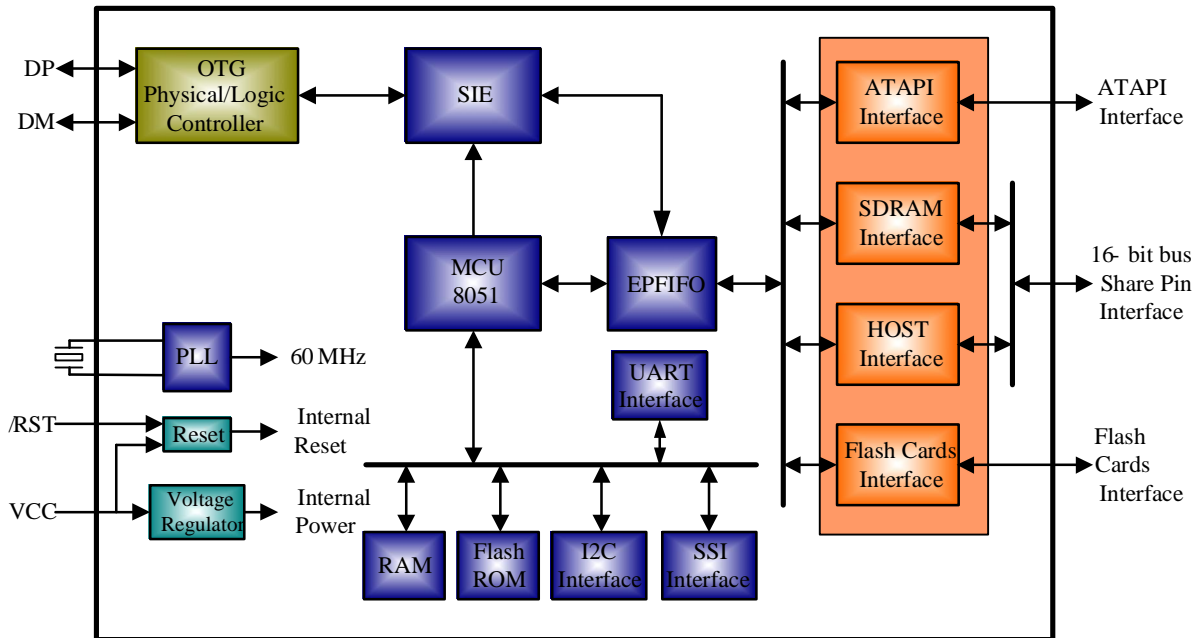 DP
DM
OTG
Physical/Logic
Controller
SIE
MCU
8051
EPFIFO
ATAPI
Interface
SDRAM
Interface
HOST
Interface
Flash Cards
Interface
ATAPI
Interface
16- bit bus
Share Pin
Interface
Flash
Cards
Interface
PLL
60 MHz
/RST
Reset
Internal
Reset
VCC
Voltage
Regulator
Internal
Power
UART
Interface
RAM
Flash
ROM
I2C
Interface
SSI
Interface